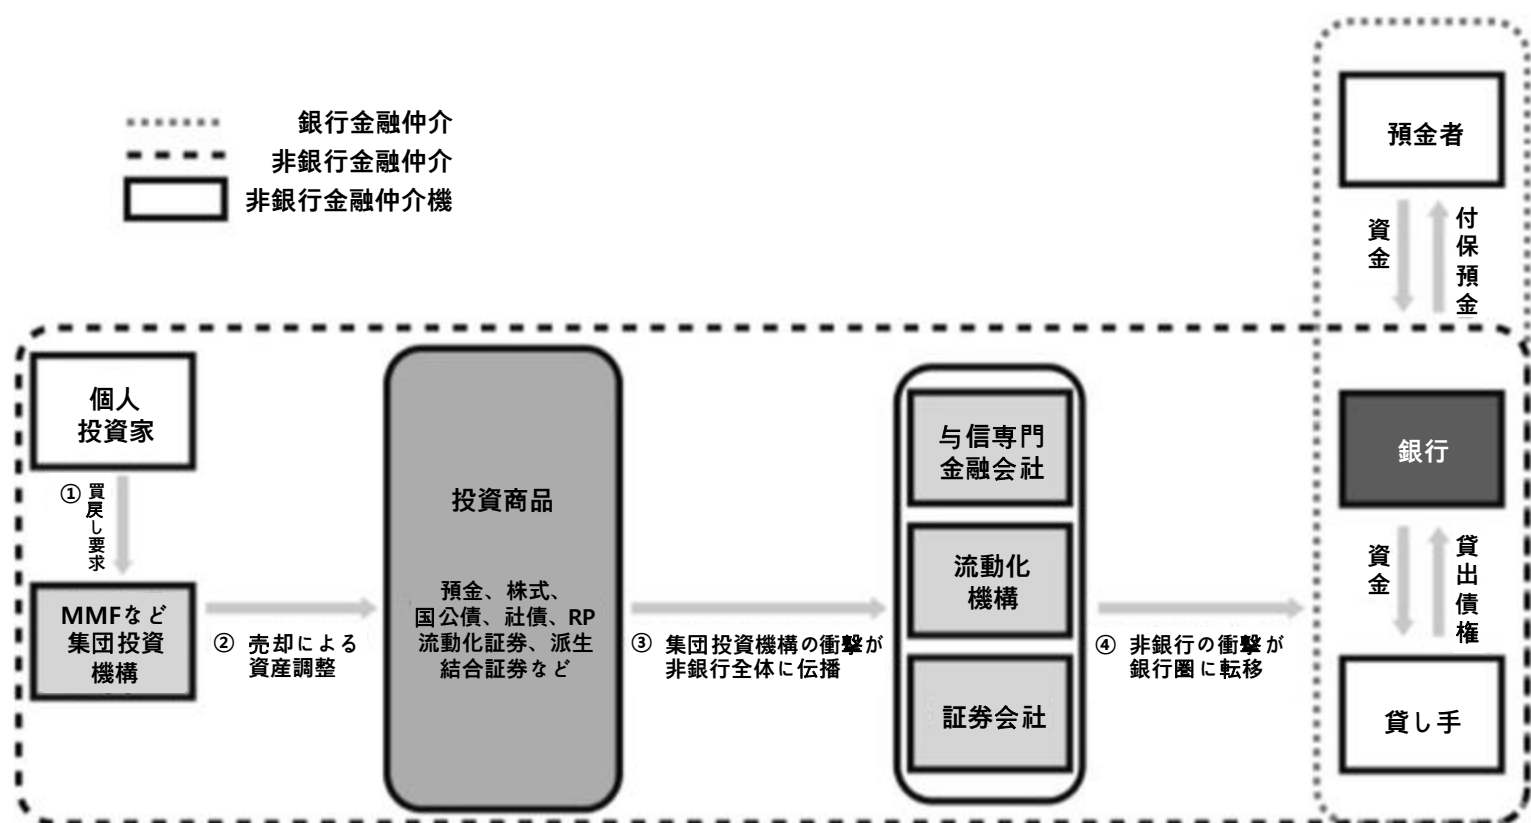 銀行金融仲介
非銀行金融仲介
非銀行金融仲介機
預金者
資金
付保預金
個人
投資家
① 買戻し要求
MMFなど
集団投資
機構
② 売却による
資産調整
投資商品
預金、株式、
国公債、社債、RP
流動化証券、派生
結合証券など
③ 集団投資機構の衝撃が
非銀行全体に伝播
与信専門
金融会社
流動化
機構
証券会社
④ 非銀行の衝撃が
銀行圏に転移
銀行
資金
貸出債権
貸し手